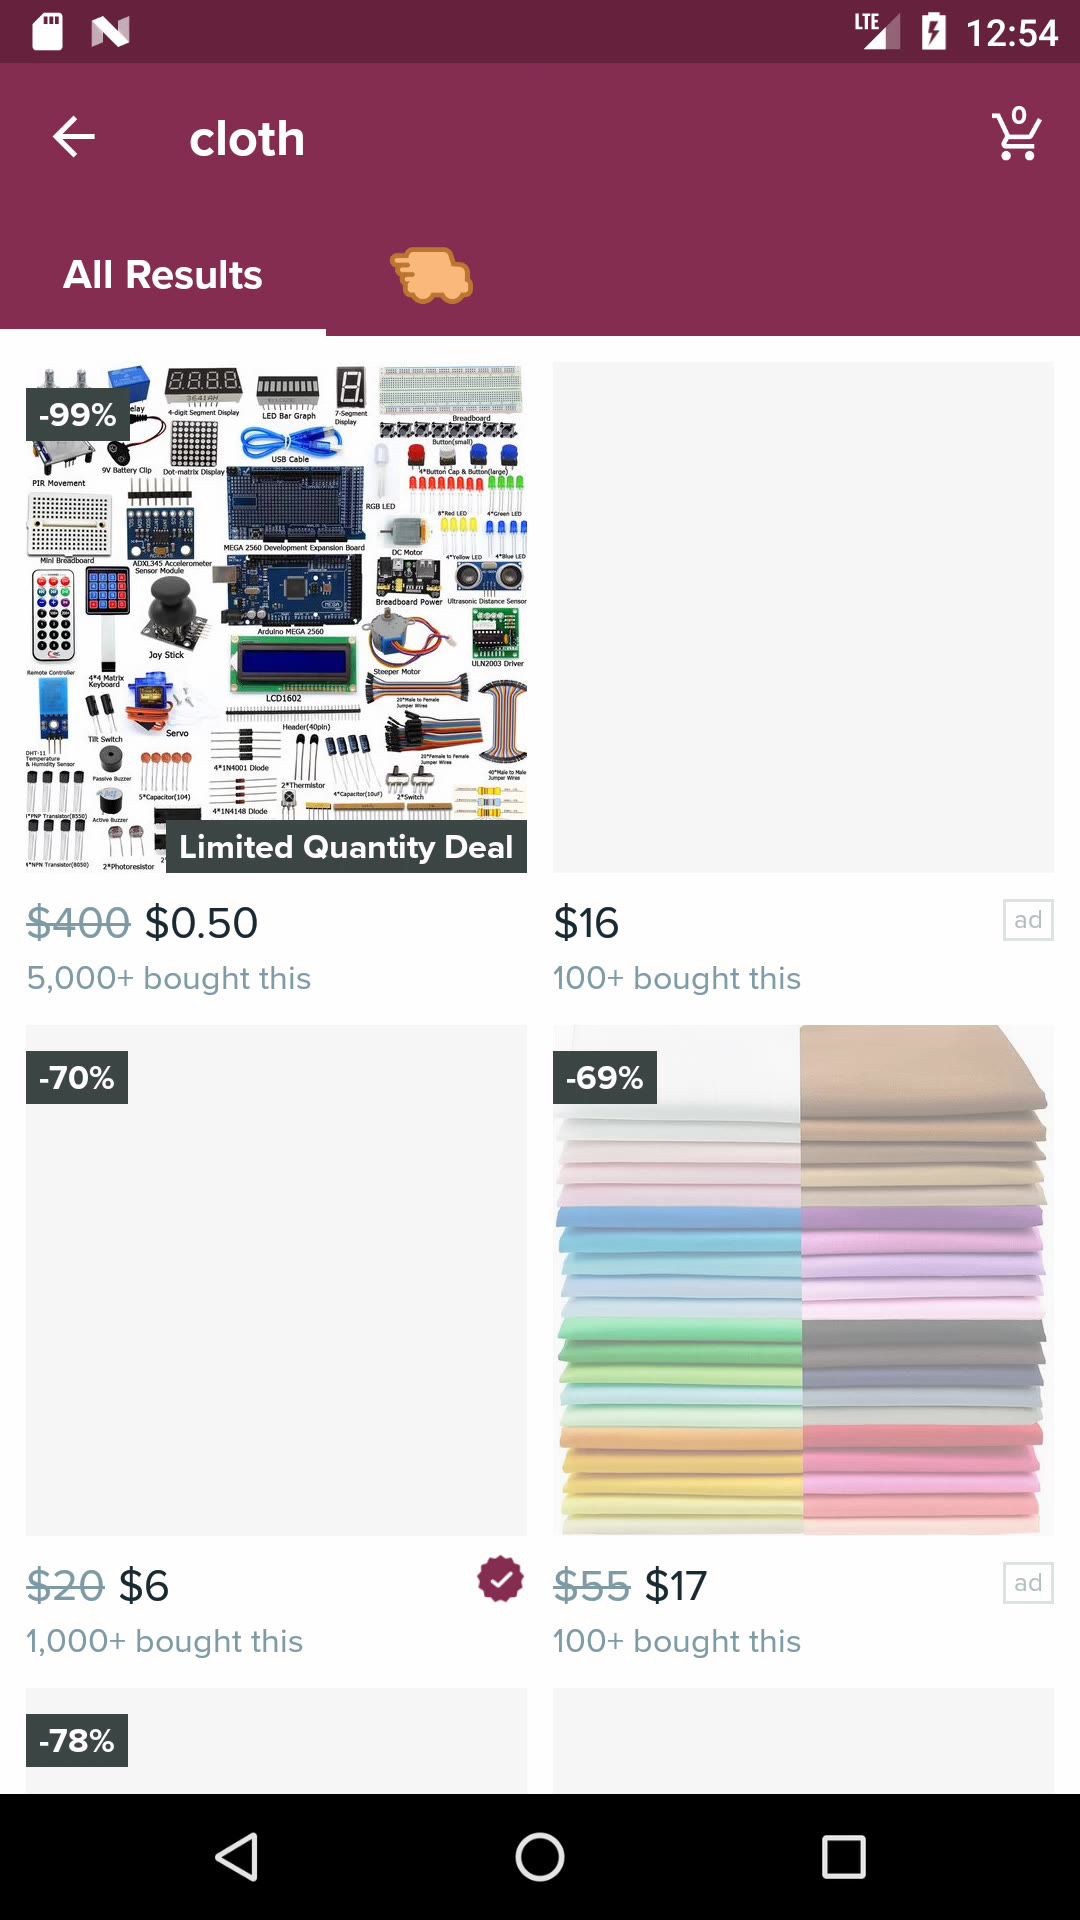 LTE
12:54
cloth
0
All Results
-99%
elay
3641AH
4-digit Segment Display
LED Bar Graph
7-Segment
Display
Breadboard
Button(small)
9V Battery Clip
Dot-matrix Display
USB Cable
4*Button Cap & Button(large)
PIR Movement
RGB LED
8*Red LED
4*Green LED
MEGA 2560 Development Expansion Board
DC Motor
4*Yellow LED
4*Blue LED
Mini Breadboard
ADXL345 Accelerometer
Sensor Module
Breadboard Power
Ultrasonic Distance Sensor
Joy Stick
Arduino MEGA 2560
Steeper Motor
ULN2003 Driver
Remote Controller
4*4 Matrix
Keyboard
LCD1602
20*Male to Female
Jumper Wires
Tilt Switch
Servo
Header(40pin)
DHT-11
Temperature
& Humidity Sensor
Passive Buzzer
4*1N4001 Diode
2*Thermistor
20*Female to Female
Jumper Wires
40*Male to Male
Jumper Wires
5*Capacitor(104)
4*Capacitor(10uF)
2*Switch
4*1N4148 Diode
*PNP Transistor(8550)
Active Buzzer
*NPN Transistor(8050)
2*Photoresistor
Limited Quantity Deal
$400 $0.50
5,000+ bought this
$16
ad
100+ bought this
-70%
-69%
$20 $6
1,000+ bought this
$55 $17
ad
100+ bought this
-78%